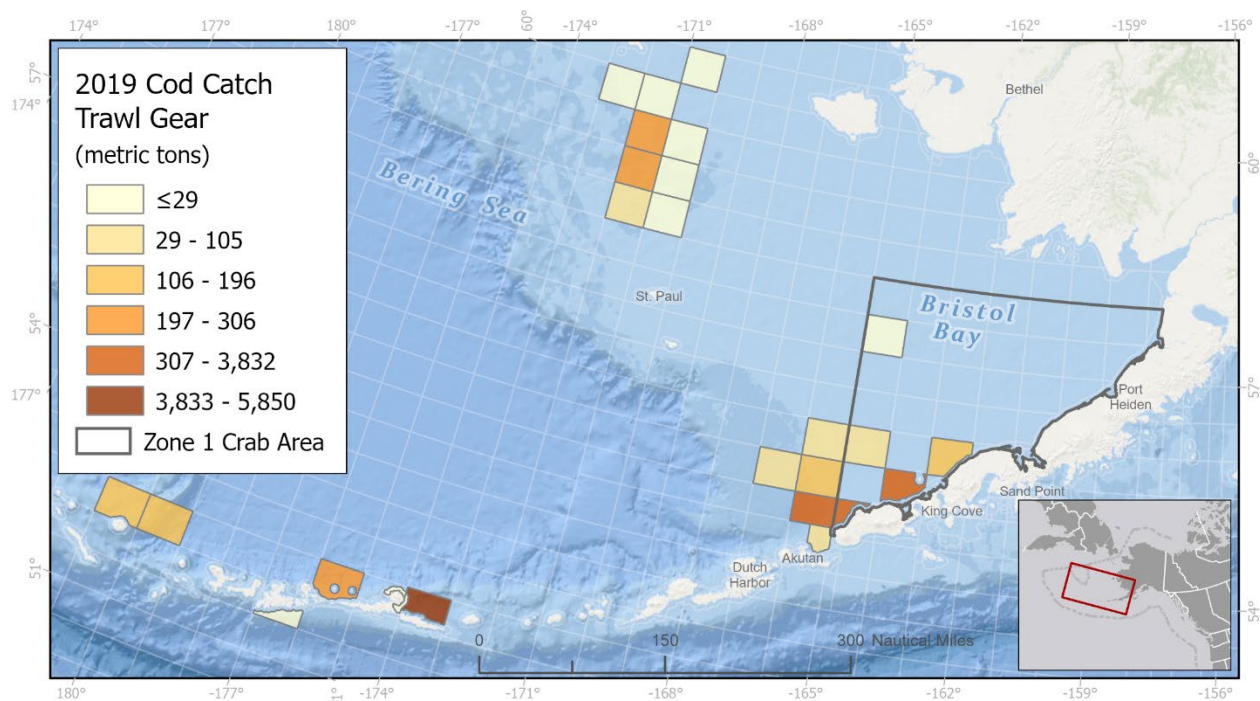 174° 177° 180° -177° 60° -174° -171° -168° -165° -162° -159° -156°
57°
174°
54°
177°
51°
2019 Cod Catch
Trawl Gear
(metric tons)
≤29
29 - 105
106 - 196
197 - 306
307 - 3,832
3,833 - 5,850
Zone 1 Crab Area
Bering Sea
Bethel
60°
St. Paul
Bristol
Bay
57°
Port
Heiden
Sand Point
King Cove
Akutan
Dutch
Harbor
54°
0 150 300 Nautical Miles
180° -177° -174° -171° -168° -165° -162° -159° -156°